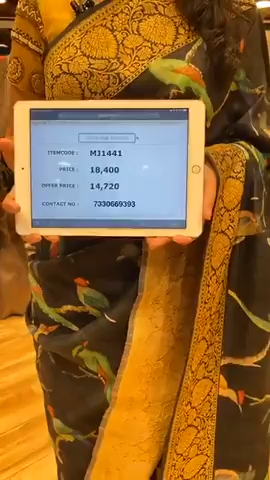 ITEMCODE : MJ1441
PRICE : 18,400
OFFER PRICE : 14,720
CONTACT NO : 7330669393